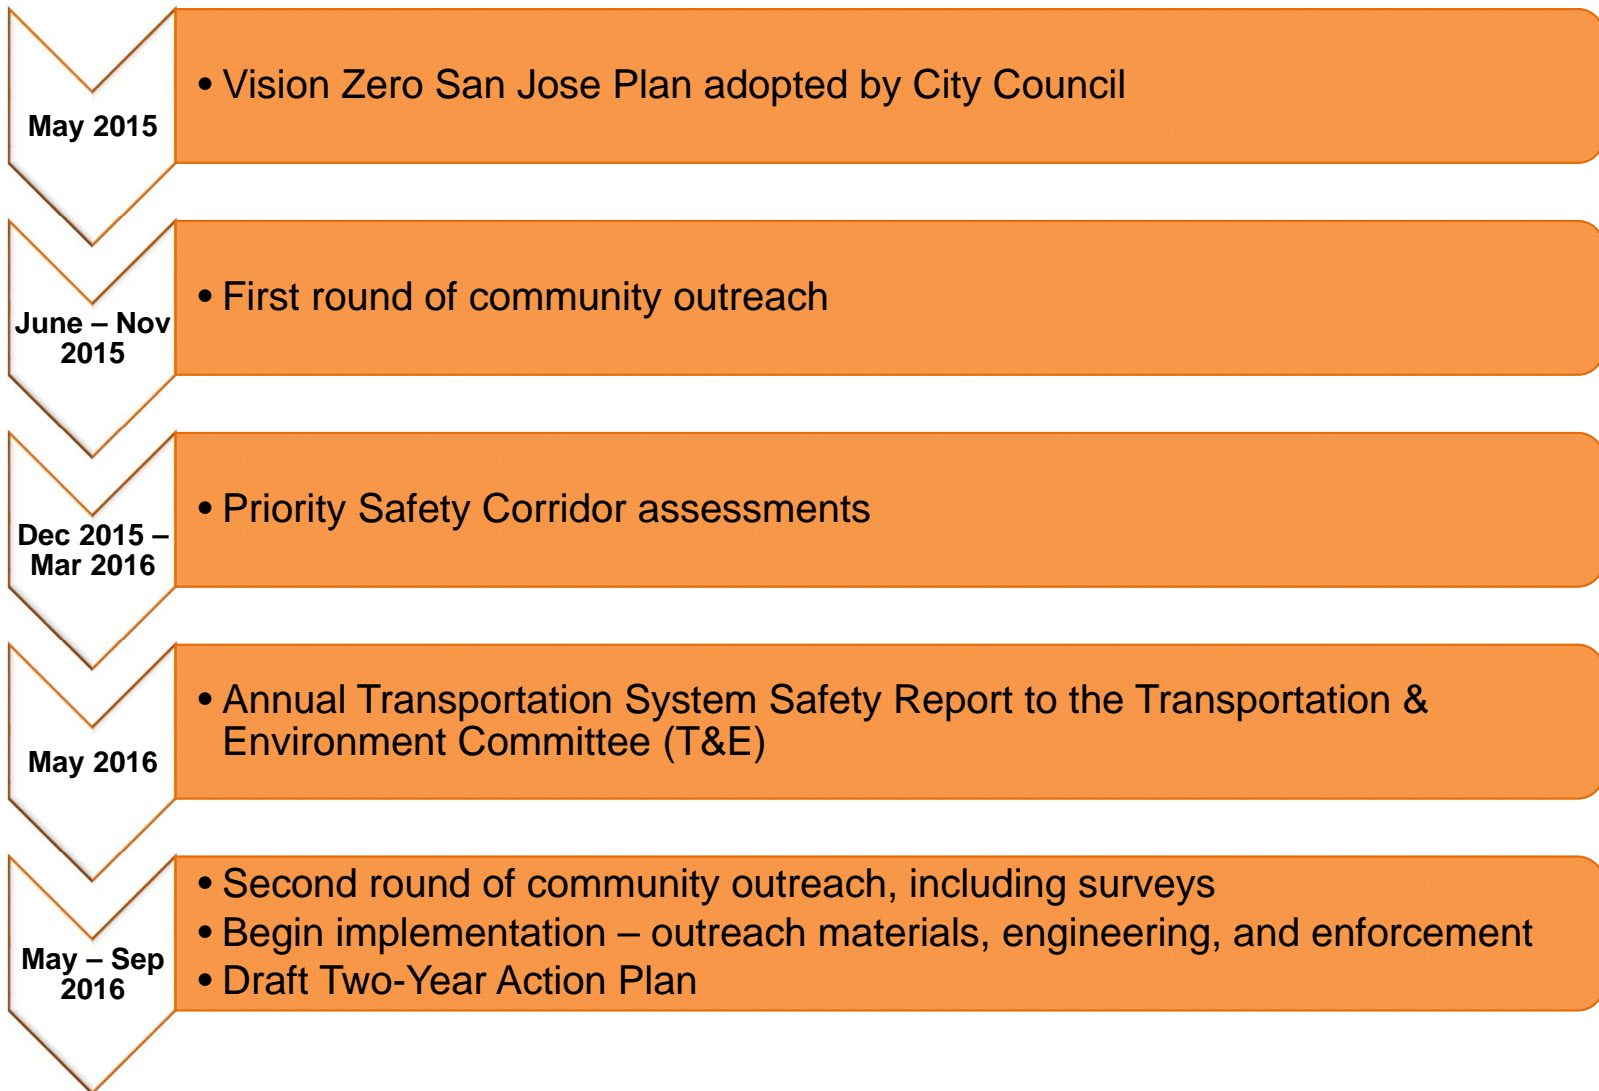 May 2015
• Vision Zero San Jose Plan adopted by City Council
June – Nov
2015
• First round of community outreach
Dec 2015 –
Mar 2016
• Priority Safety Corridor assessments
May 2016
• Annual Transportation System Safety Report to the Transportation &
Environment Committee (T&E)
May – Sep
2016
• Second round of community outreach, including surveys
• Begin implementation – outreach materials, engineering, and enforcement
• Draft Two-Year Action Plan